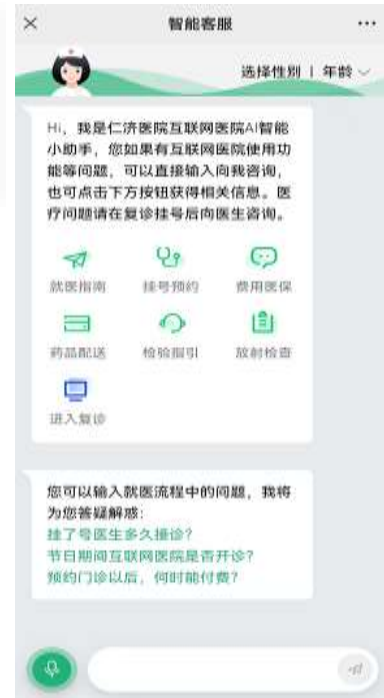 智能客服
选择性别 | 年龄
Hi，我是仁济医院互联网医院AI智能
小助手，您如果有互联网医院使用功
能等问题，可以直接输入向我咨询，
也可点击下方按钮获得相关信息。医
疗问题请在复诊挂号后向医生咨询。
就医指南 挂号预约 费用医保
药品配送 检验指引 放射检查
进入复诊
您可以输入就医流程中的问题，我将
为您答疑解惑：
挂了号医生多久接诊？
节日期间互联网医院是否开诊？
预约门诊以后，何时能付费？